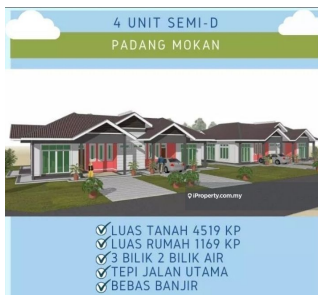 4 UNIT SEMI-D
PADANG MOKAN
iProperty.com.my
LUAS TANAH 4519 KP
LUAS RUMAH 1169 KP
3 BILIK 2 BILIK AIR
TEPI JALAN UTAMA
BEBAS BANJIR